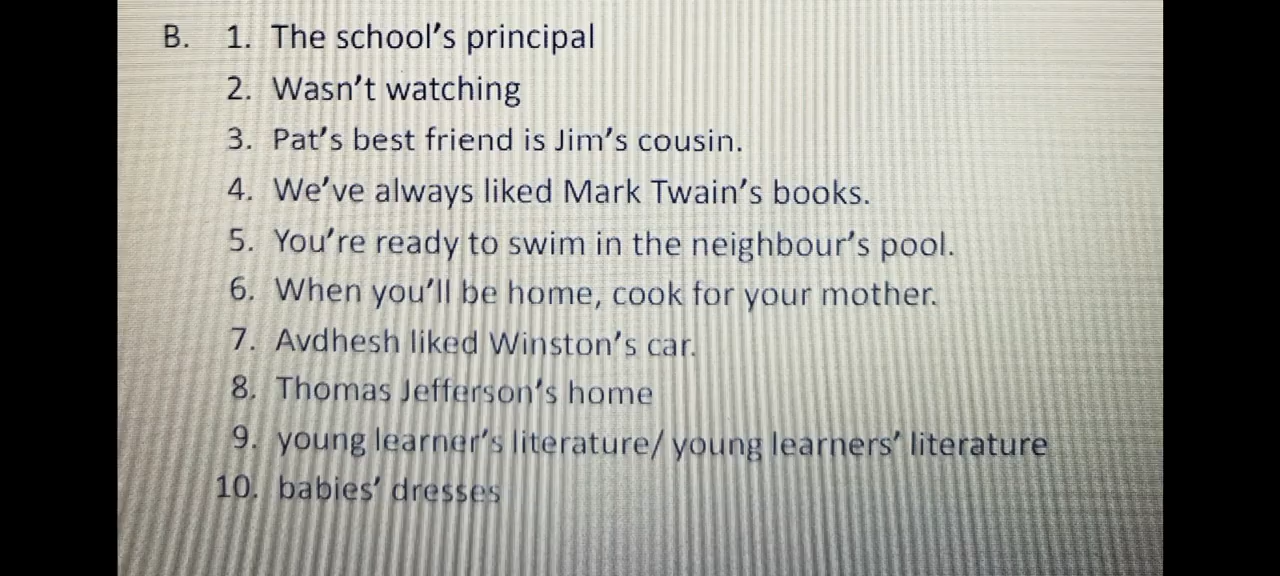 B. 1. The school's principal
2. Wasn't watching
3. Pat's best friend is Jim's cousin.
4. We've always liked Mark Twain's books.
5. You're ready to swim in the neighbour's pool.
6. When you'll be home, cook for your mother.
7. Avdhesh liked Winston's car.
8. Thomas Jefferson's home
9. young learner's literature/ young learners' literature
10. babies' dresses